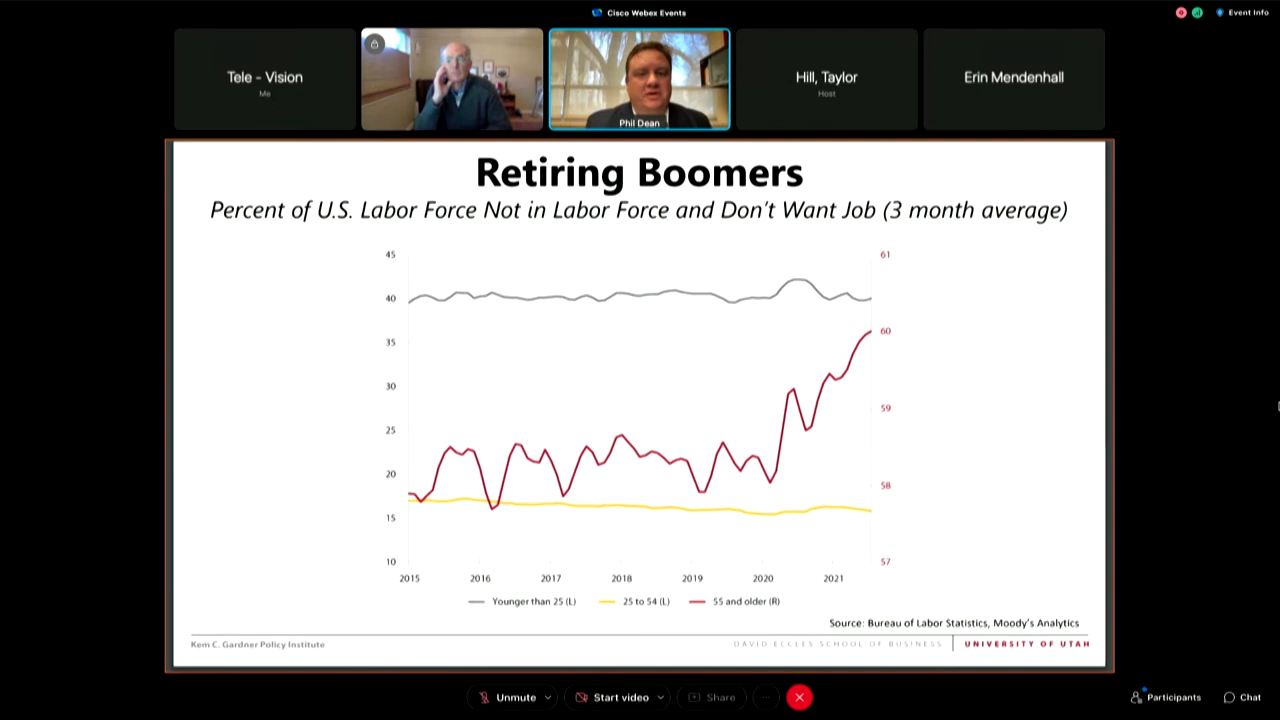 Cisco Webex Events
Event Info
Tele - Vision
Me
Phil Dean
Hill, Taylor
Host
Erin Mendenhall
Retiring Boomers
Percent of U.S. Labor Force Not in Labor Force and Don't Want Job (3 month average)
45
40
35
30
25
20
15
10
61
60
59
58
57
2015 2016 2017 2018 2019 2020 2021
Younger than 25 (L) 25 to 54 (L) 55 and older (R)
Source: Bureau of Labor Statistics, Moody's Analytics
Kem C. Gardner Policy Institute
DAVID ECCLES SCHOOL OF BUSINESS UNIVERSITY OF UTAH
Unmute Start video Share Participants Chat